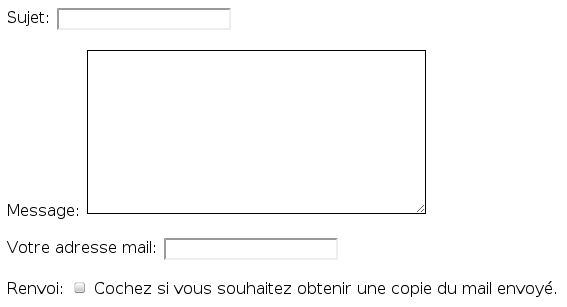 Sujet:
Message:
Votre adresse mail:
Renvoi: Cochez si vous souhaitez obtenir une copie du mail envoyé.